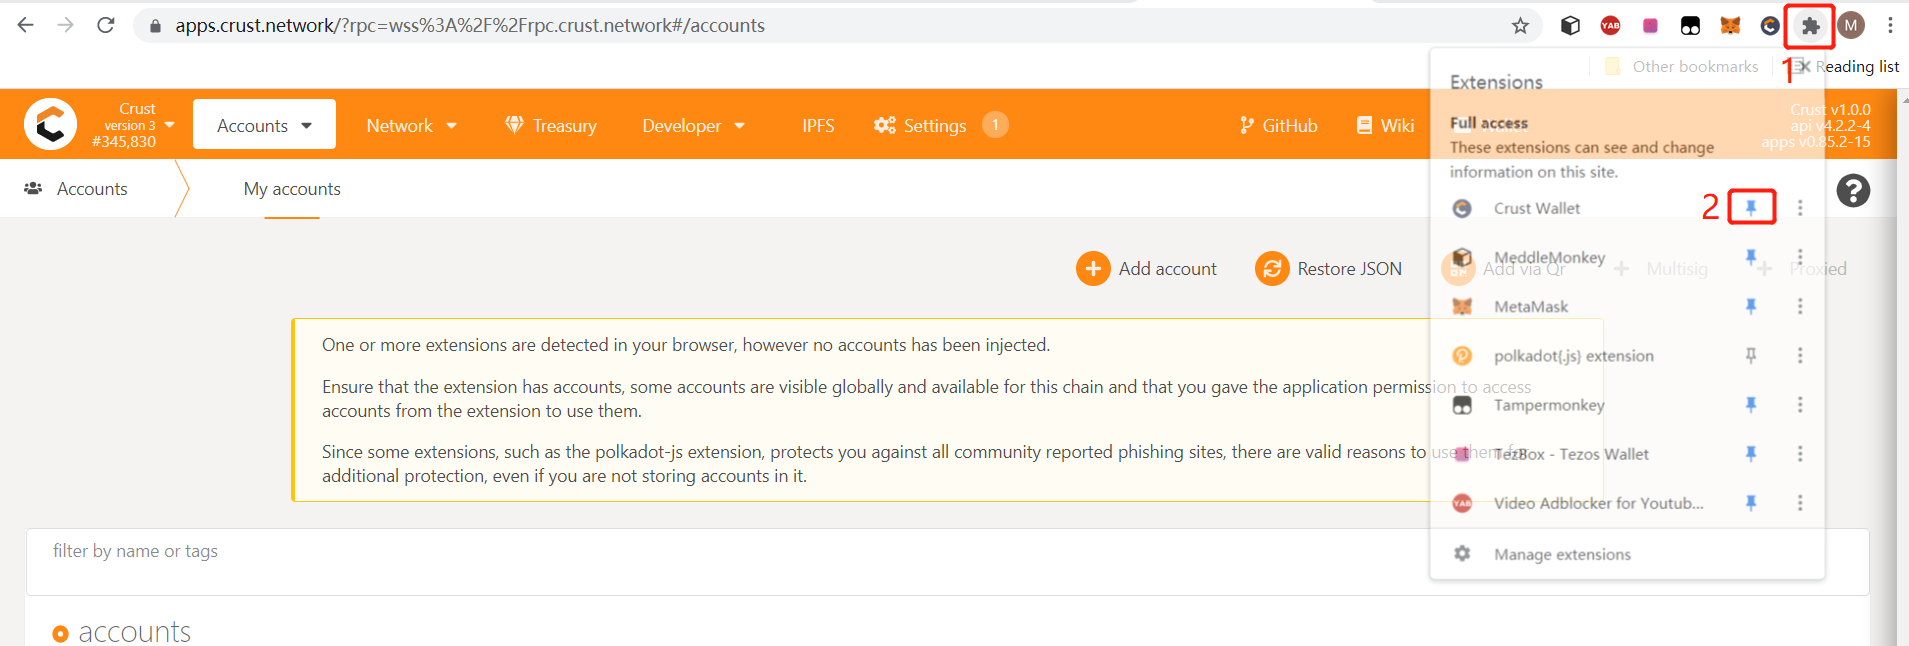 apps.crust.network/?rpc=wss%3A%2F%2Frpc.crust.network#/accounts
YAB
M
1
Other bookmarks
Reading list
Crust
version 3
#345,830
Accounts
Network
Treasury
Developer
IPFS
Settings
1
GitHub
Wiki
Crust v1.0.0
api v4.2.2-4
apps v0.85.2-15
Accounts
My accounts
Add account
Restore JSON
Add via Qr
Multisig
Proxied
One or more extensions are detected in your browser, however no accounts has been injected.
Ensure that the extension has accounts, some accounts are visible globally and available for this chain and that you gave the application permission to access
accounts from the extension to use them.
Since some extensions, such as the polkadot-js extension, protects you against all community reported phishing sites, there are valid reasons to use them for
additional protection, even if you are not storing accounts in it.
filter by name or tags
accounts
Extensions
Full access
These extensions can see and change
information on this site.
Crust Wallet
2
MeddleMonkey
MetaMask
polkadot{.js} extension
Tampermonkey
TezBox - Tezos Wallet
YAB
Video Adblocker for Youtub...
Manage extensions